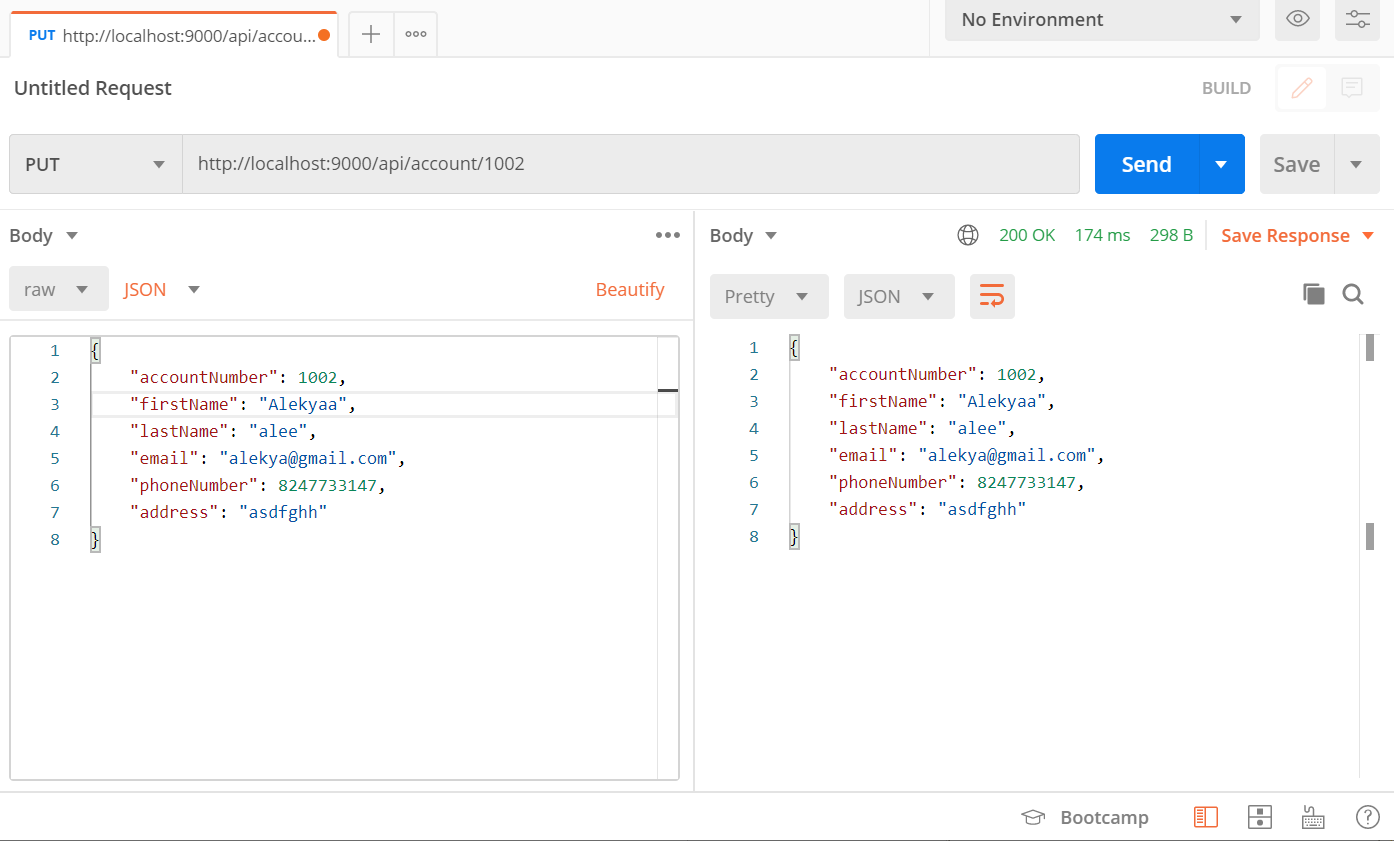 PUT http://localhost:9000/api/accou...
No Environment
Untitled Request
BUILD
PUT
http://localhost:9000/api/account/1002
Send
Save
Body
raw
JSON
Beautify
1 {
2 "accountNumber": 1002,
3 "firstName": "Alekyaa",
4 "lastName": "alee",
5 "email": "alekya@gmail.com",
6 "phoneNumber": 8247733147,
7 "address": "asdfghh"
8 }
Body
200 OK 174 ms 298 B
Save Response
Pretty
JSON
1 {
2 "accountNumber": 1002,
3 "firstName": "Alekyaa",
4 "lastName": "alee",
5 "email": "alekya@gmail.com",
6 "phoneNumber": 8247733147,
7 "address": "asdfghh"
8 }
Bootcamp